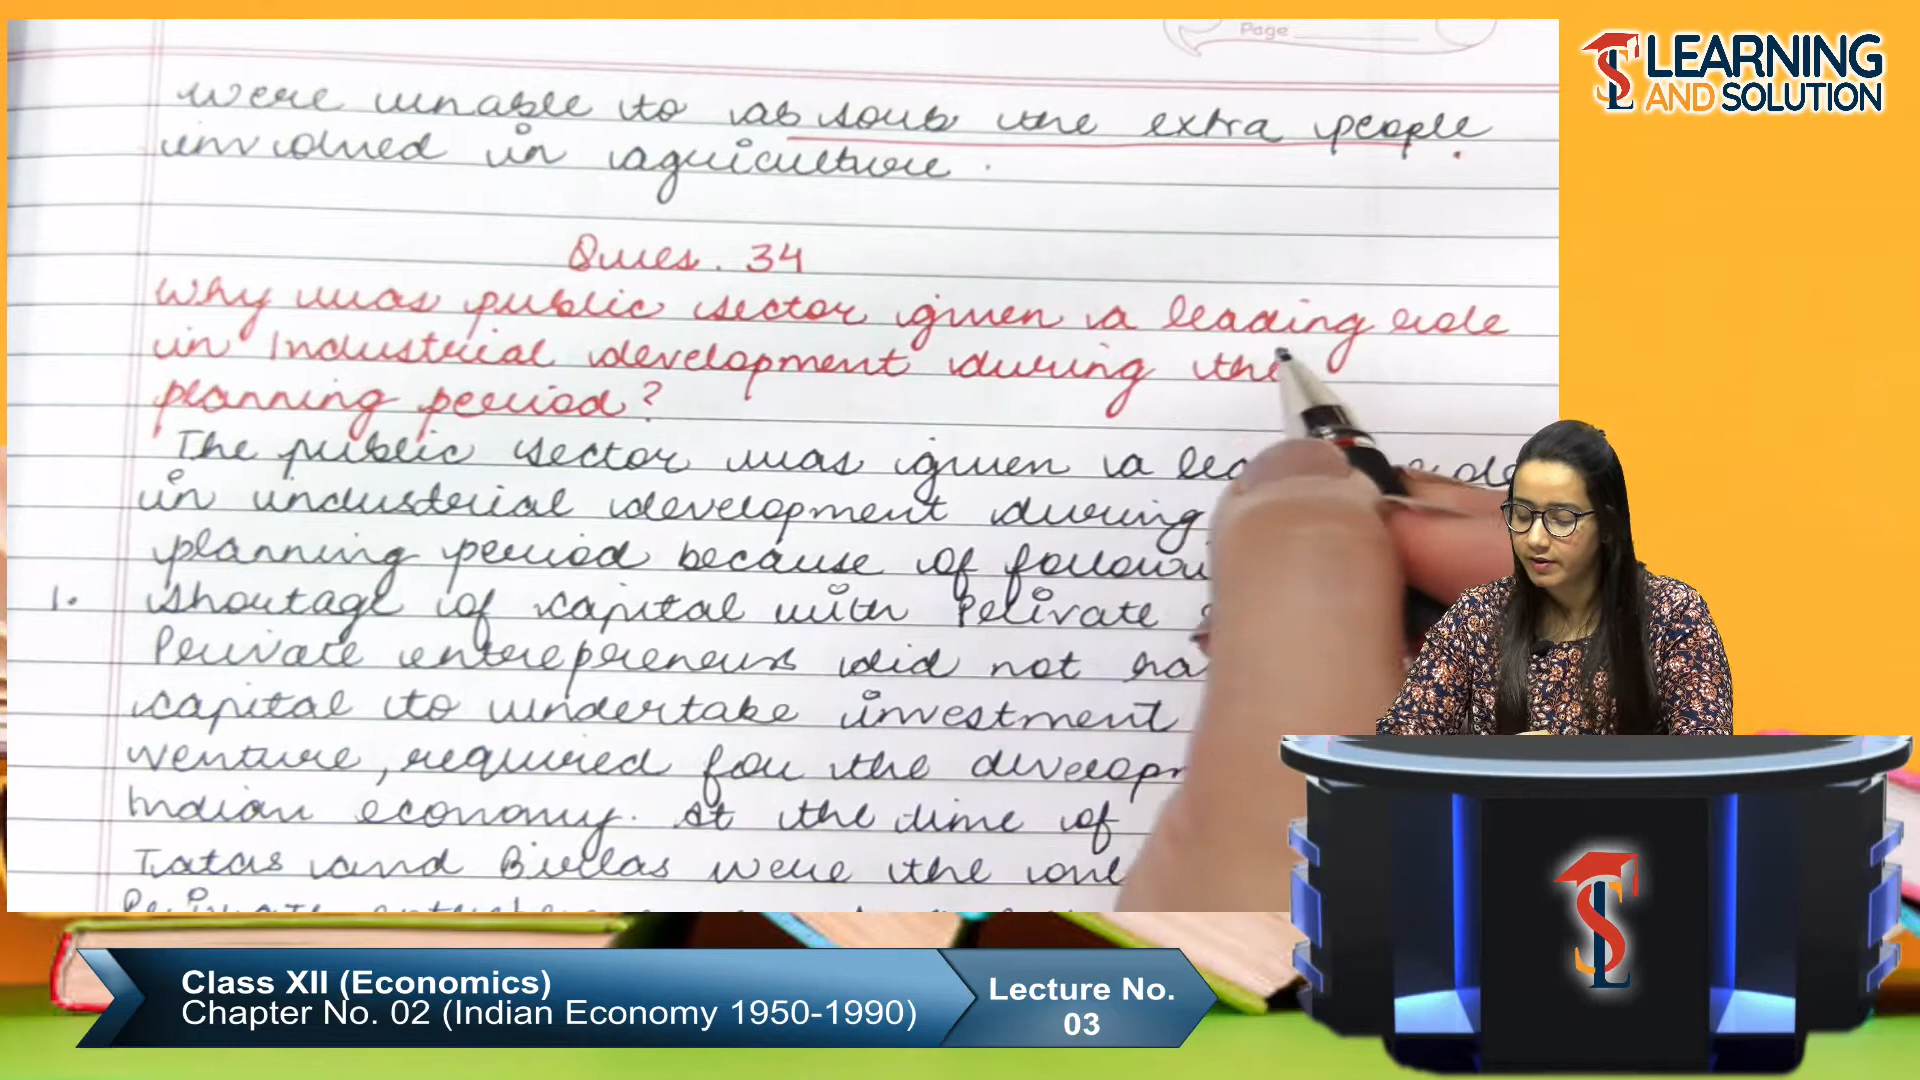 Page
were unable to absorb the extra people
involved in agriculture.
Ques. 34
Why was public sector given a leading role
in Industrial development during the
planning period?
The public sector was given a lea role
in industrial development during
planning period because of
1. Shortage of capital with Private
Private entrepreneurs did not ha
capital to undertake investment
venture, required for the
Indian economy. At the time of
Tatas and Birlas were the
Private
LEARNING
AND SOLUTION
Class XII (Economics)
Chapter No. 02 (Indian Economy 1950-1990)
Lecture No.
03